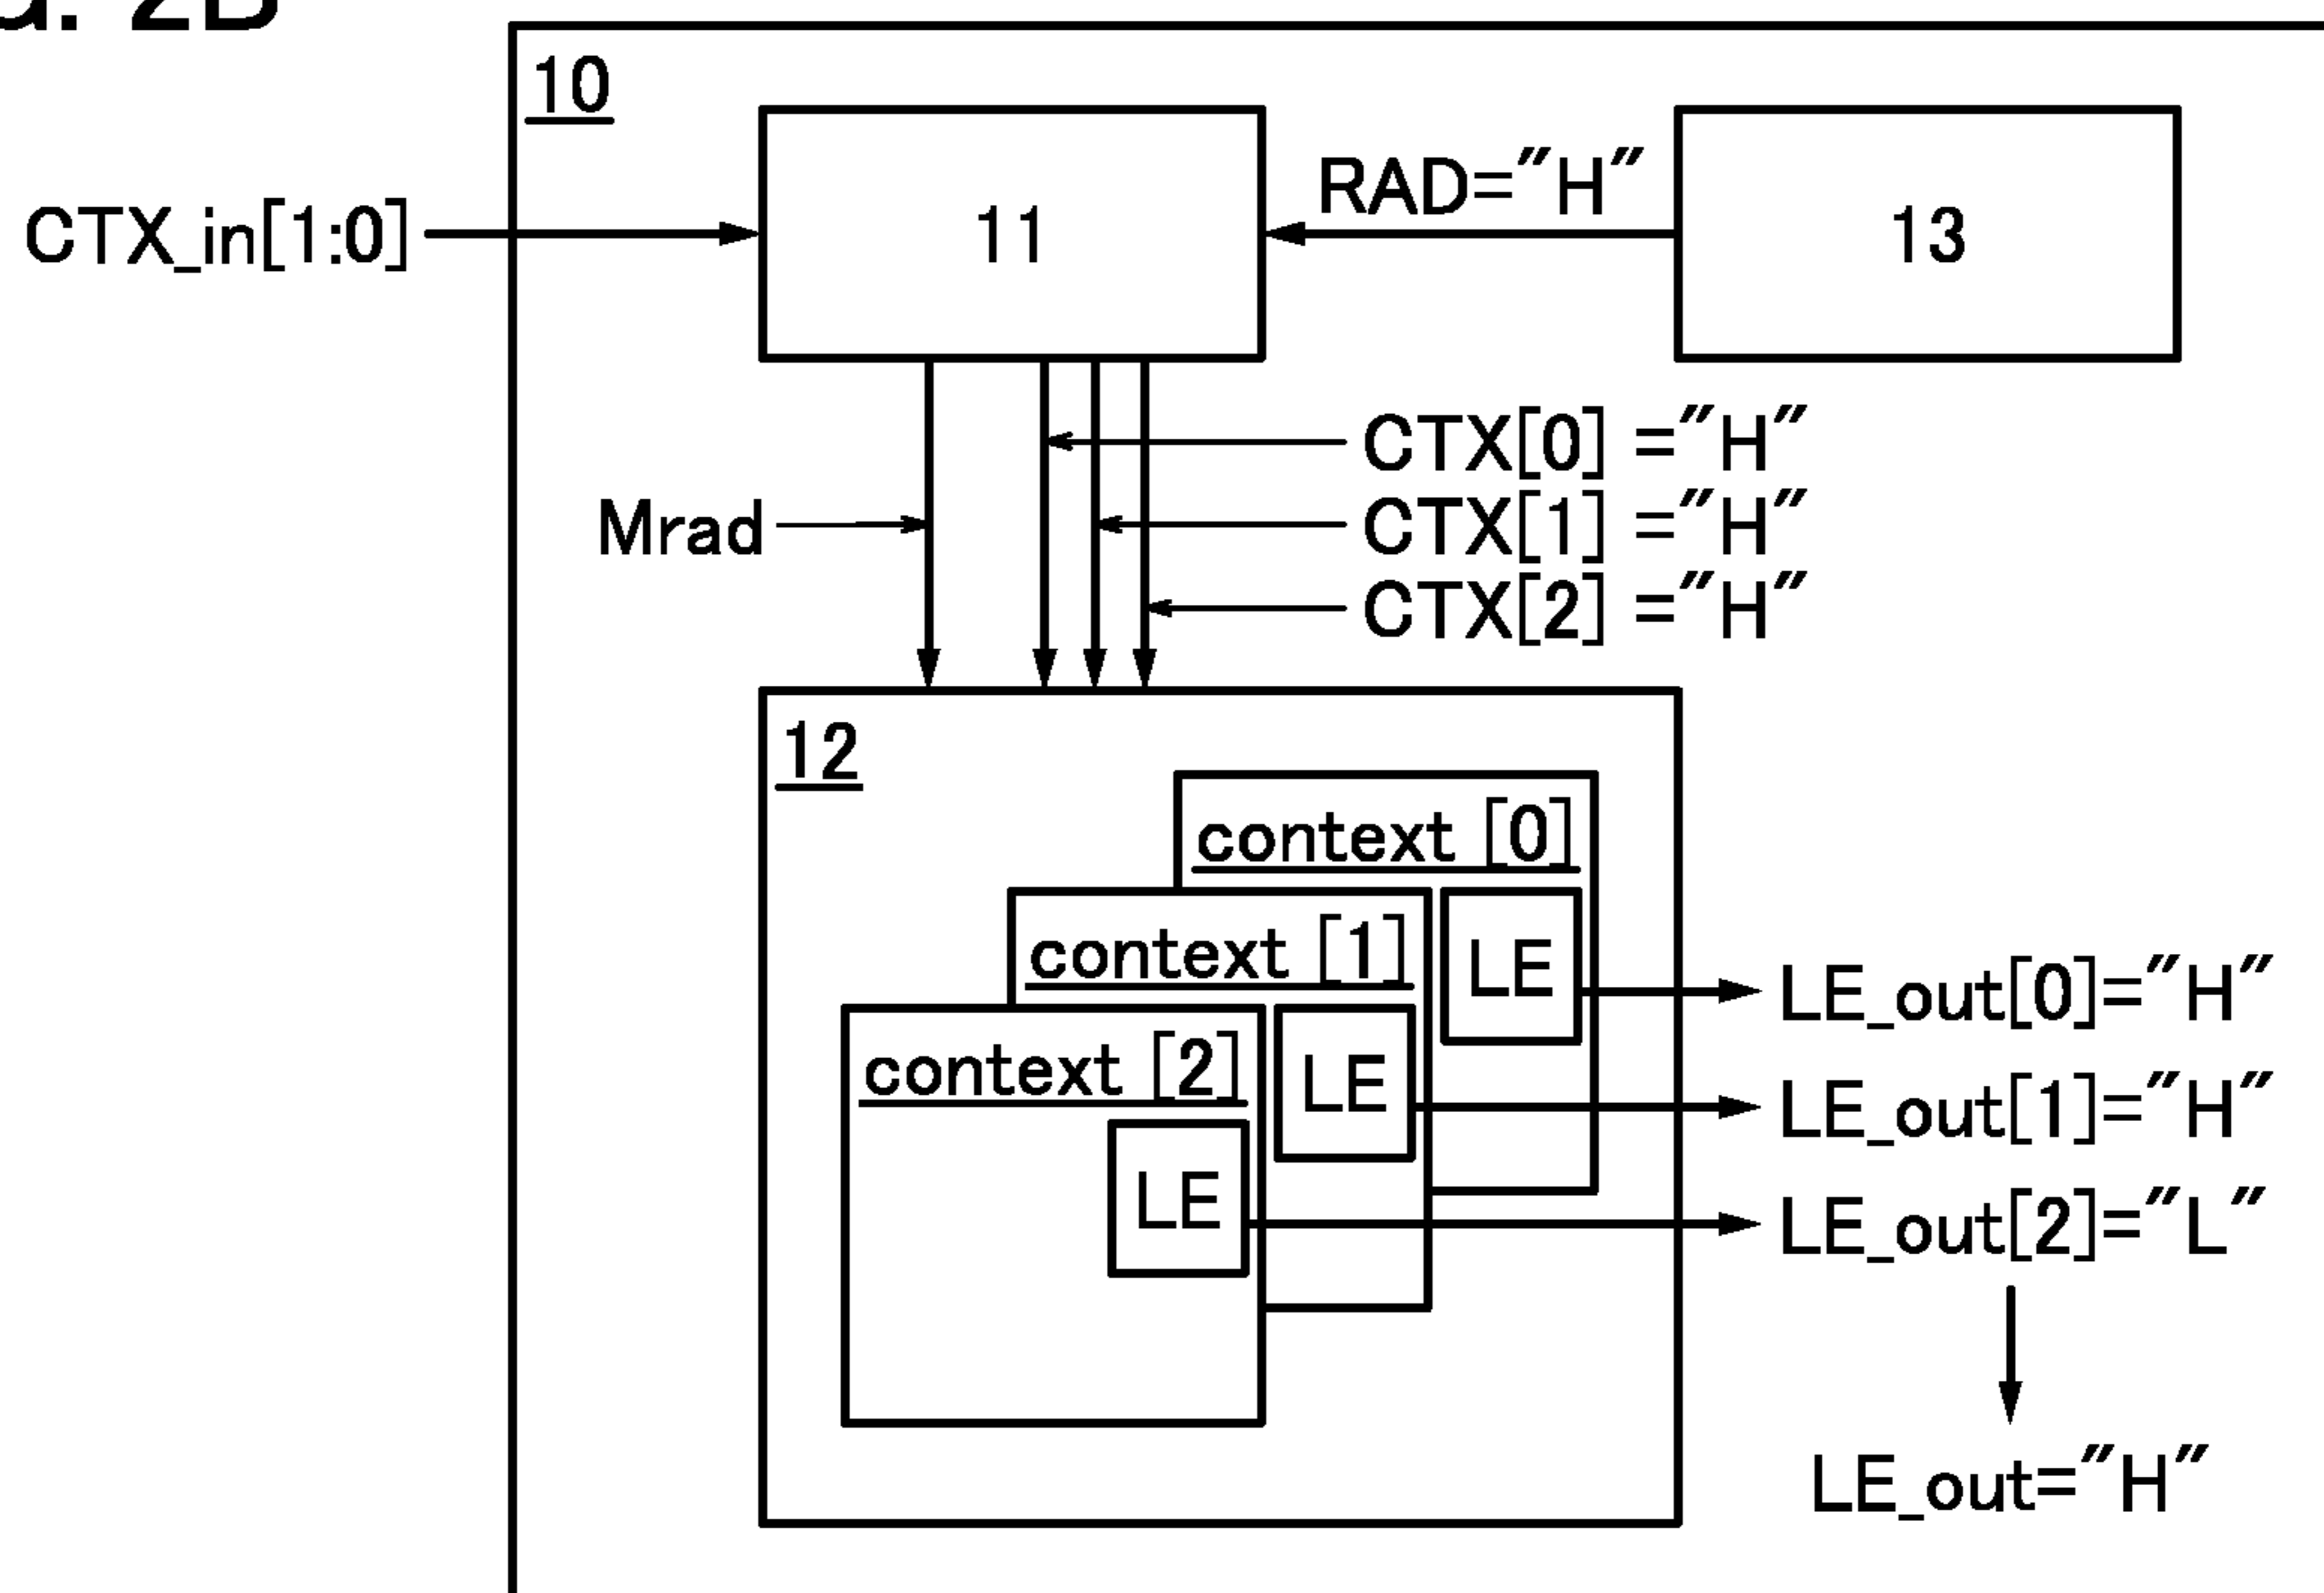 2B
10
CTX_in[1:0]
11
RAD="H"
13
CTX[0] ="H"
Mrad
CTX[1] ="H"
CTX[2] ="H"
12
context [0]
context [1]
LE
LE_out[0]="H"
context [2]
LE
LE_out[1]="H"
LE
LE_out[2]="L"
LE_out="H"